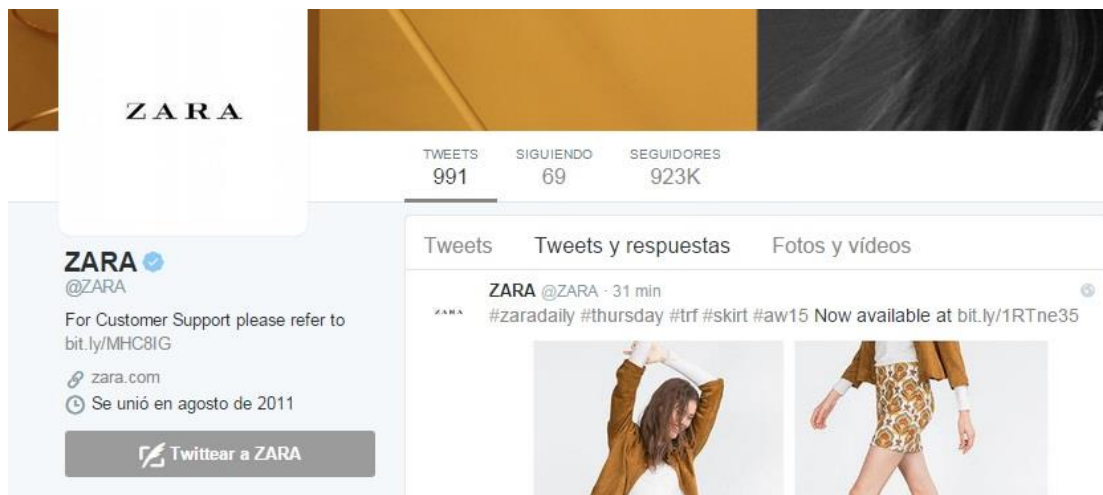 ZARA
TWEETS SIGUIENDO SEGUIDORES
991 69 923K
ZARA
@ZARA
For Customer Support please refer to
bit.ly/MHC8IG
zara.com
Se unió en agosto de 2011
Twittear a ZARA
Tweets Tweets y respuestas Fotos y vídeos
ZARA @ZARA · 31 min
ZARA
#zaradaily #thursday #trf #skirt #aw15 Now available at bit.ly/1RTne35